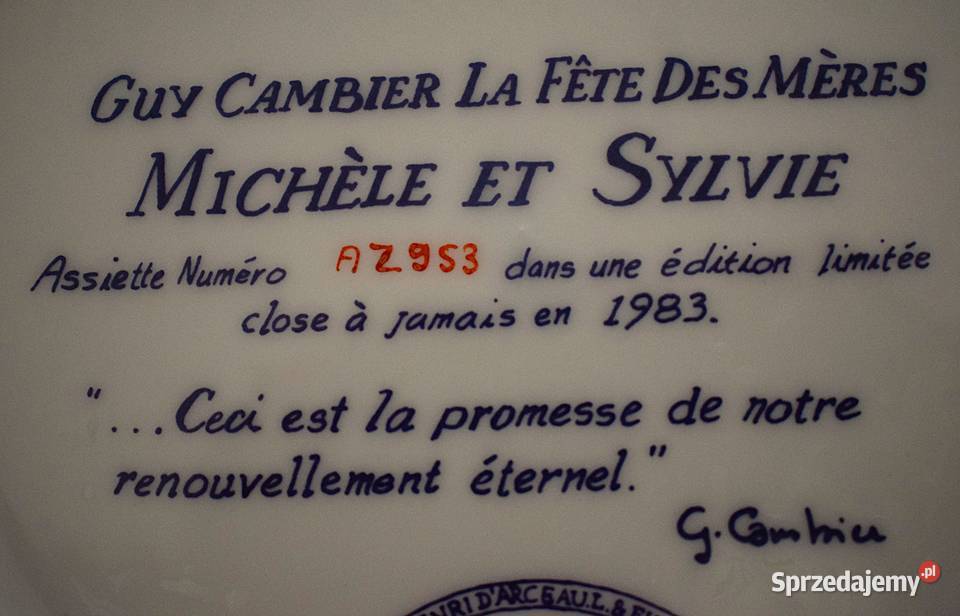 GUY CAMBIER LA FÊTE DES MÈRES
MICHÈLE ET SYLVIE
Assiette Numéro AZ953 dans une édition limitée
close à jamais en 1983.
"...Ceci est la promesse de notre
renouvellement éternel."
G. Cambier
D'ARCEAU. L. &
Sprzedajemy.pl